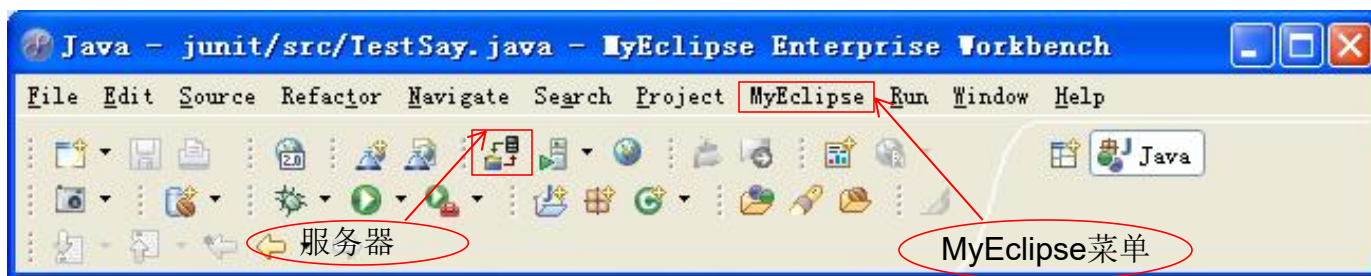 Java - junit/src/TestSay.java - MyEclipse Enterprise Workbench
File Edit Source Refactor Navigate Search Project MyEclipse Run Window Help
2.0
Java
服务器
MyEclipse菜单